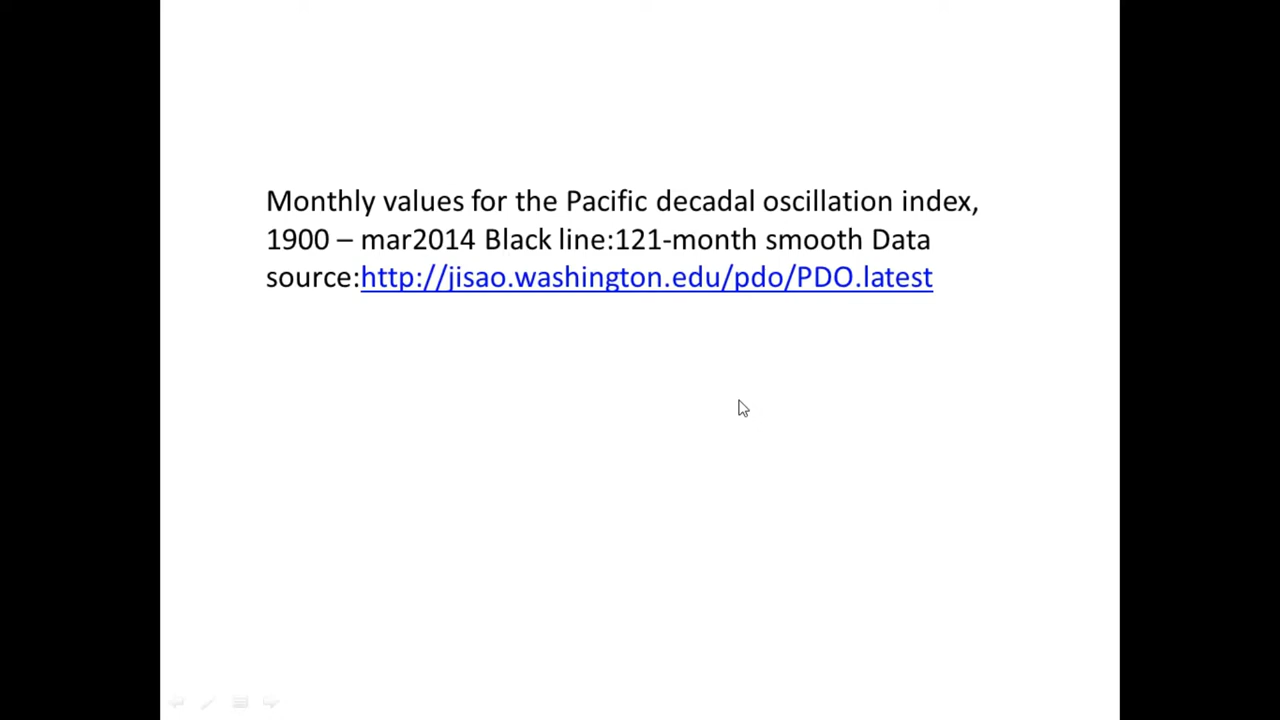 Monthly values for the Pacific decadal oscillation index,
1900 – mar2014 Black line:121-month smooth Data
source:http://jisao.washington.edu/pdo/PDO.latest